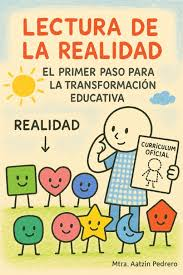 LECTURA DE
LA REALIDAD
EL PRIMER PASO PARA
LA TRANSFORMACIÓN
EDUCATIVA
REALIDAD
CURRÍCULUM
OFICIAL
Mtra. Aatzin Pedrero